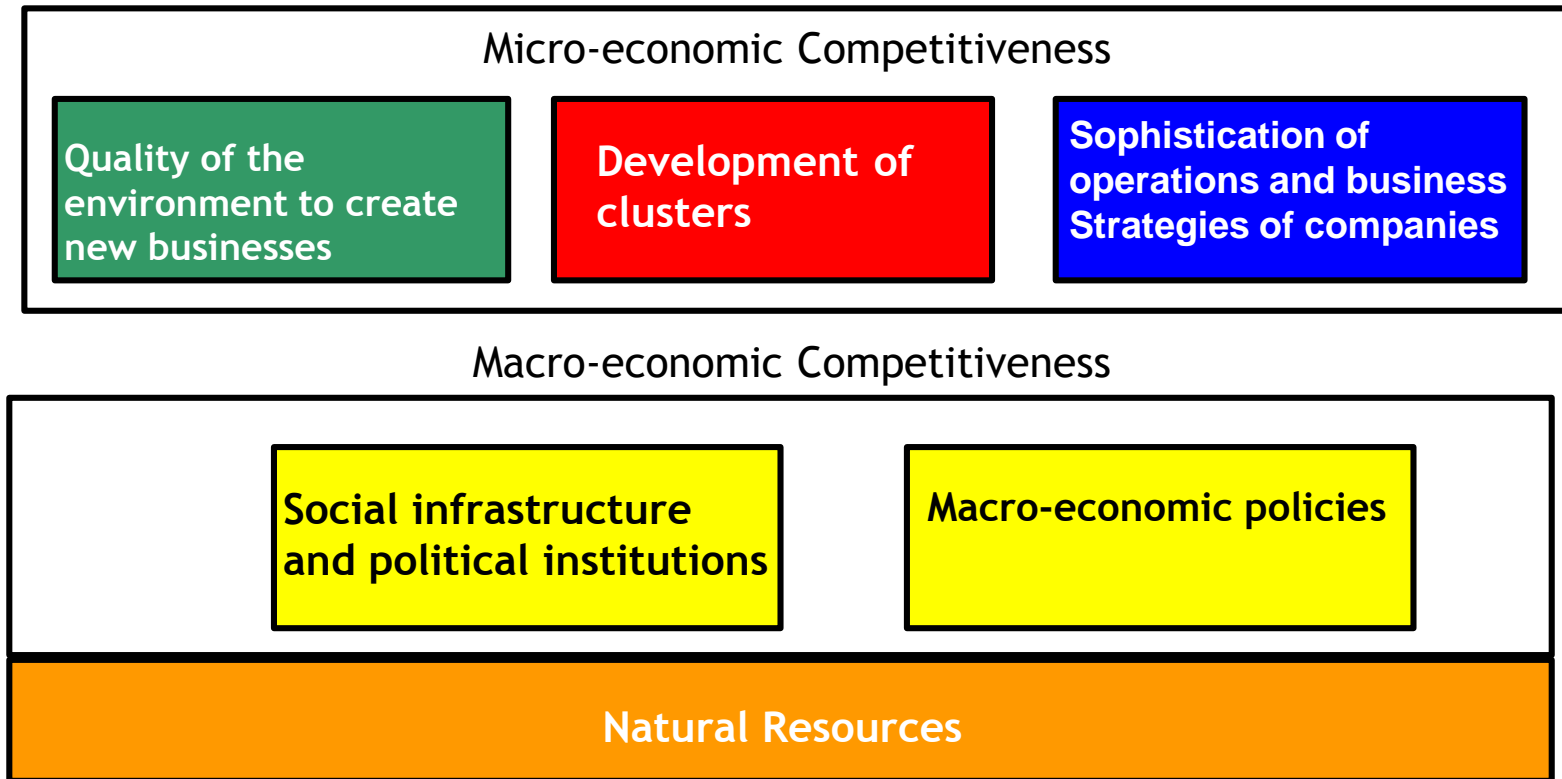 Micro-economic Competitiveness
Quality of the
environment to create
new businesses
Development of
clusters
Sophistication of
operations and business
Strategies of companies
Macro-economic Competitiveness
Social infrastructure
and political institutions
Macro-economic policies
Natural Resources